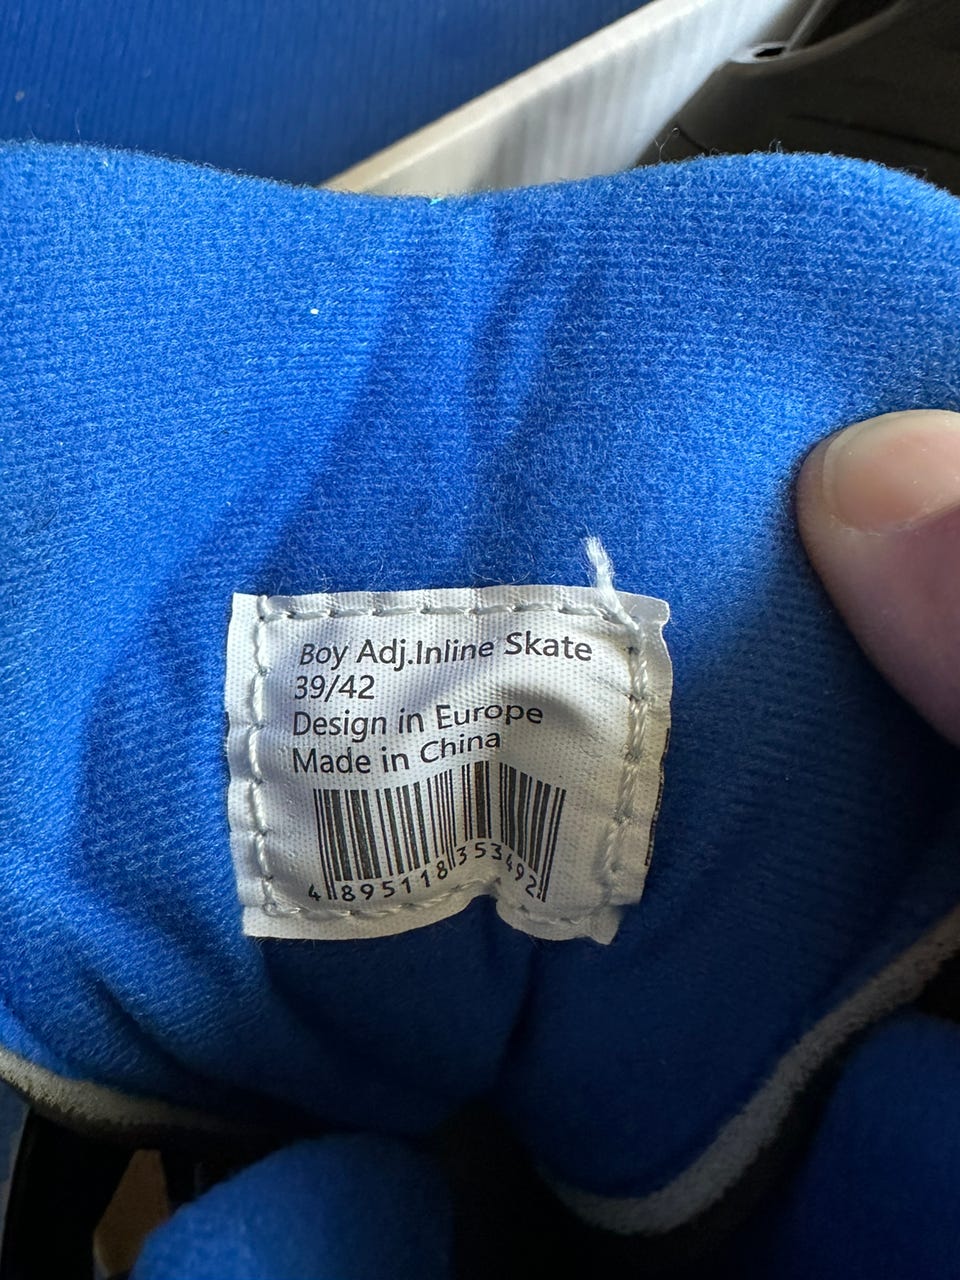 Boy Adj.Inline Skate
39/42
Design in Europe
Made in China
4 895118 353492